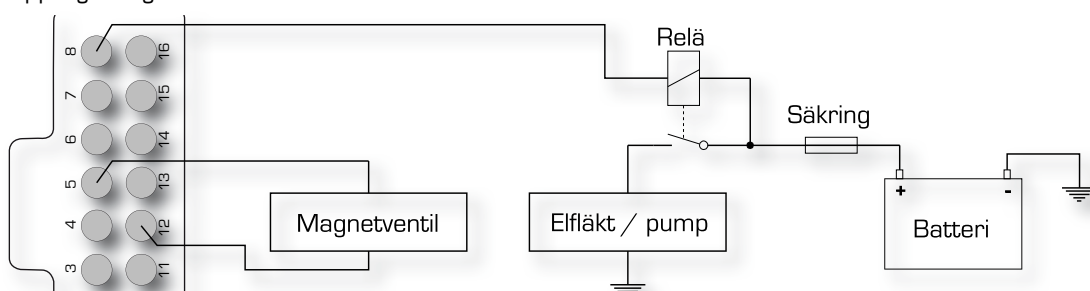 Relä
Säkring
8 16
7 15
6 14
5 13
4 12
3 11
Magnetventil
Elfläkt / pump
+ -
Batteri